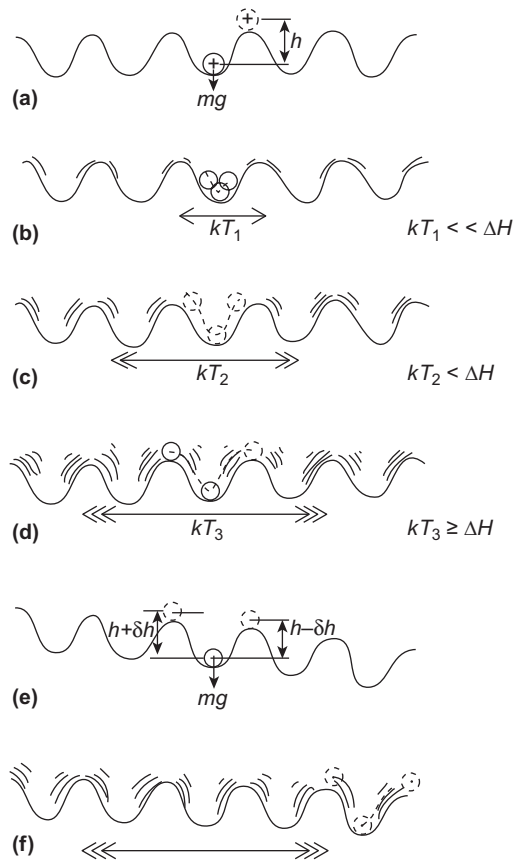 +
h
+
mg
(a)
kT₁
kT₁ < < ΔH
(b)
kT₂
kT₂ < ΔH
(c)
kT₃
kT₃ ≥ ΔH
(d)
h+δh
h–δh
mg
(e)
(f)